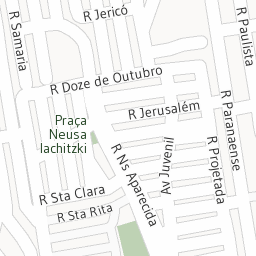 R Jericó
R Samaria
R Paulista
R Doze de Outubro
R Jerusalém
Praça
Neusa
Iachitzki
R Paranaense
R Ns Aparecida
Av Juvenil
R Projetada
R Sta Clara
R Sta Rita